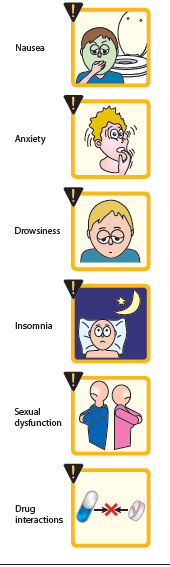 Nausea
Anxiety
Drowsiness
Insomnia
Sexual
dysfunction
Drug
interactions